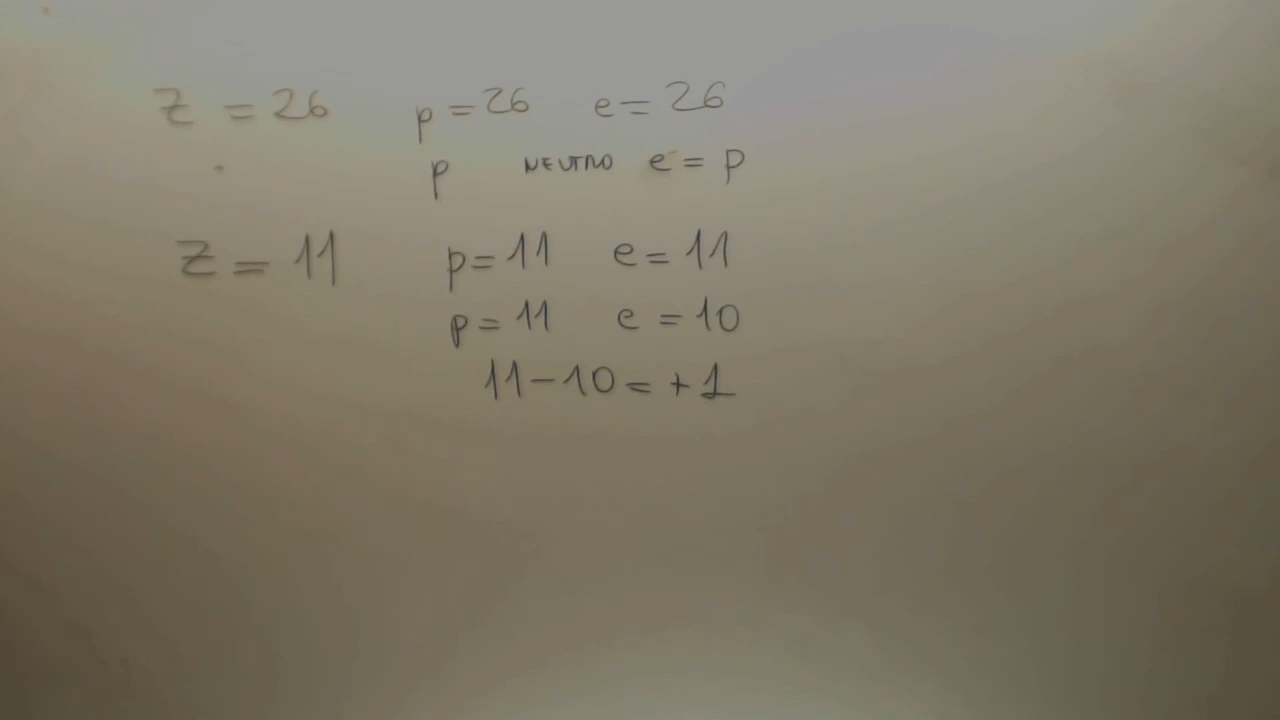 Z = 26 p = 26 e = 26
p NEUTRO e = p
Z = 11 p = 11 e = 11
p = 11 e = 10
11 - 10 = + 1